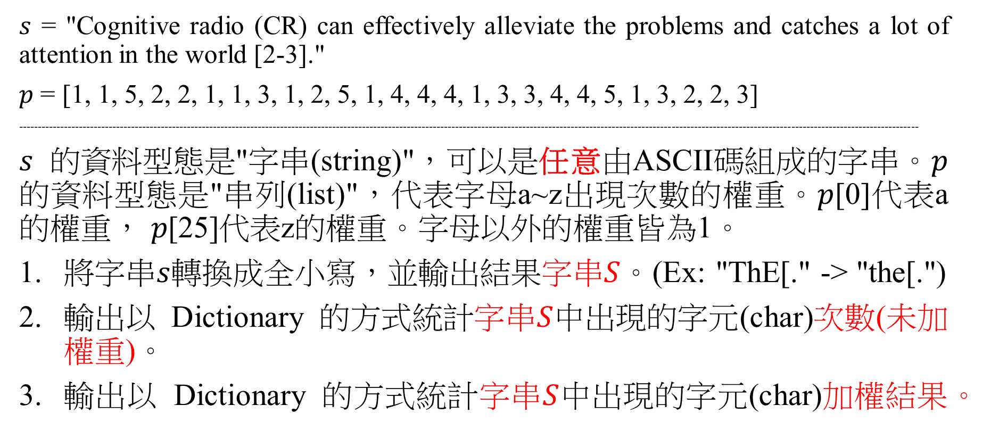 s = "Cognitive radio (CR) can effectively alleviate the problems and catches a lot of
attention in the world [2-3]."
p = [1, 1, 5, 2, 2, 1, 1, 3, 1, 2, 5, 1, 4, 4, 4, 1, 3, 3, 4, 4, 5, 1, 3, 2, 2, 3]
s 的資料型態是"字串(string)"，可以是任意由ASCII碼組成的字串。p
的資料型態是"串列(list)"，代表字母a~z出現次數的權重。p[0]代表a
的權重， p[25]代表z的權重。字母以外的權重皆為1。
1. 將字串s轉換成全小寫，並輸出結果字串S。(Ex: "ThE[." -> "the[.")
2. 輸出以 Dictionary 的方式統計字串S中出現的字元(char)次數(未加
權重)。
3. 輸出以 Dictionary 的方式統計字串S中出現的字元(char)加權結果。